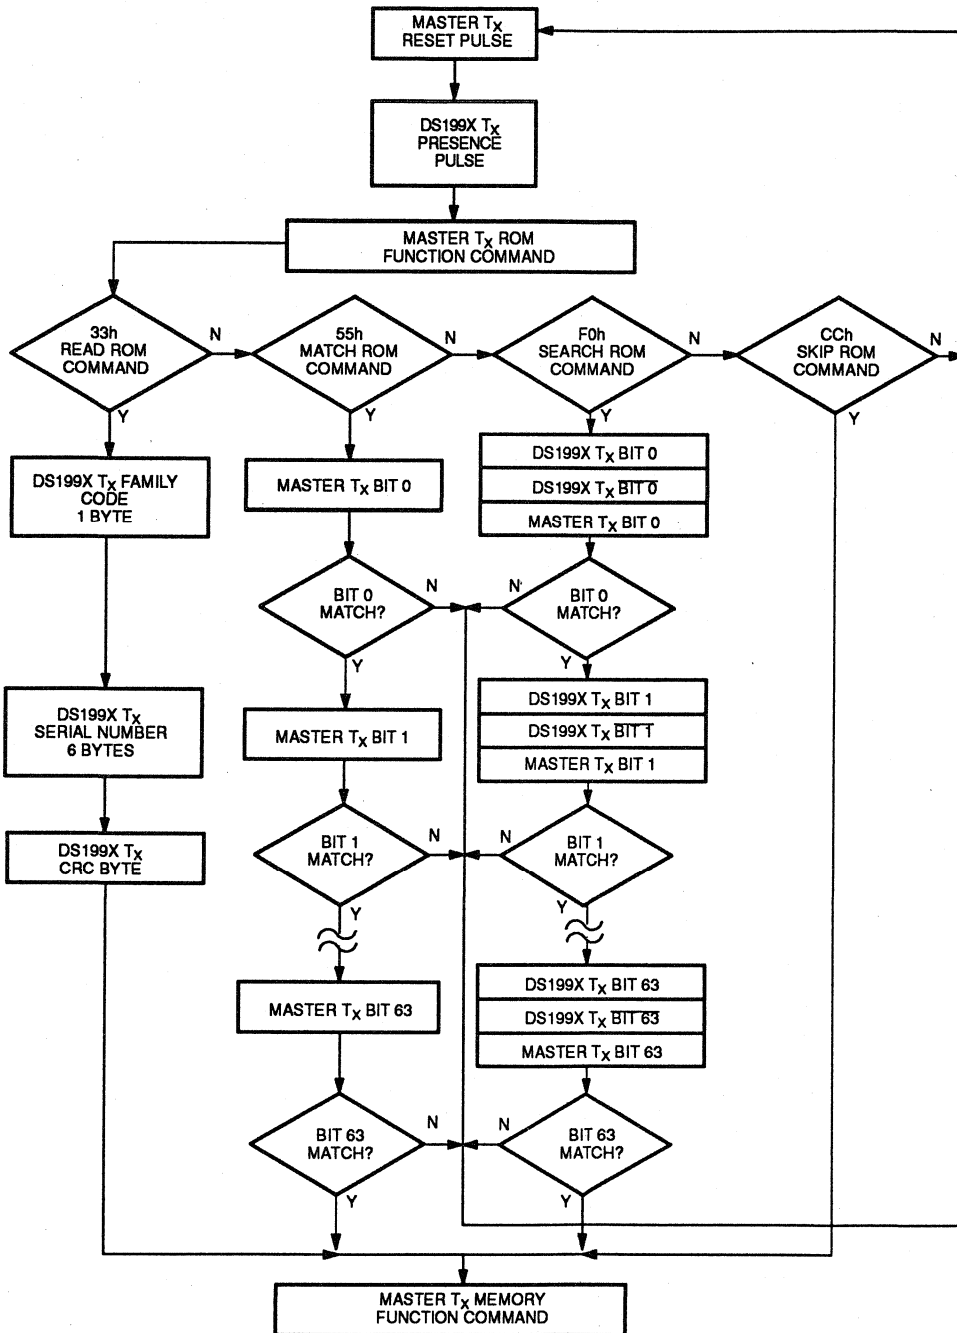 MASTER TX
RESET PULSE
DS199X TX
PRESENCE
PULSE
MASTER TX ROM
FUNCTION COMMAND
33h
READ ROM
COMMAND
N
Y
55h
MATCH ROM
COMMAND
N
Y
F0h
SEARCH ROM
COMMAND
N
Y
CCh
SKIP ROM
COMMAND
N
Y
DS199X TX FAMILY
CODE
1 BYTE
DS199X TX
SERIAL NUMBER
6 BYTES
DS199X TX
CRC BYTE
MASTER TX BIT 0
BIT 0
MATCH?
N
Y
MASTER TX BIT 1
BIT 1
MATCH?
N
Y
MASTER TX BIT 63
BIT 63
MATCH?
N
Y
DS199X TX BIT 0
DS199X TX B̅I̅T̅ ̅0̅
MASTER TX BIT 0
N
BIT 0
MATCH?
Y
DS199X TX BIT 1
DS199X TX B̅I̅T̅ ̅1̅
MASTER TX BIT 1
N
BIT 1
MATCH?
Y
DS199X TX BIT 63
DS199X TX B̅I̅T̅ ̅6̅3̅
MASTER TX BIT 63
N
BIT 63
MATCH?
Y
MASTER TX MEMORY
FUNCTION COMMAND